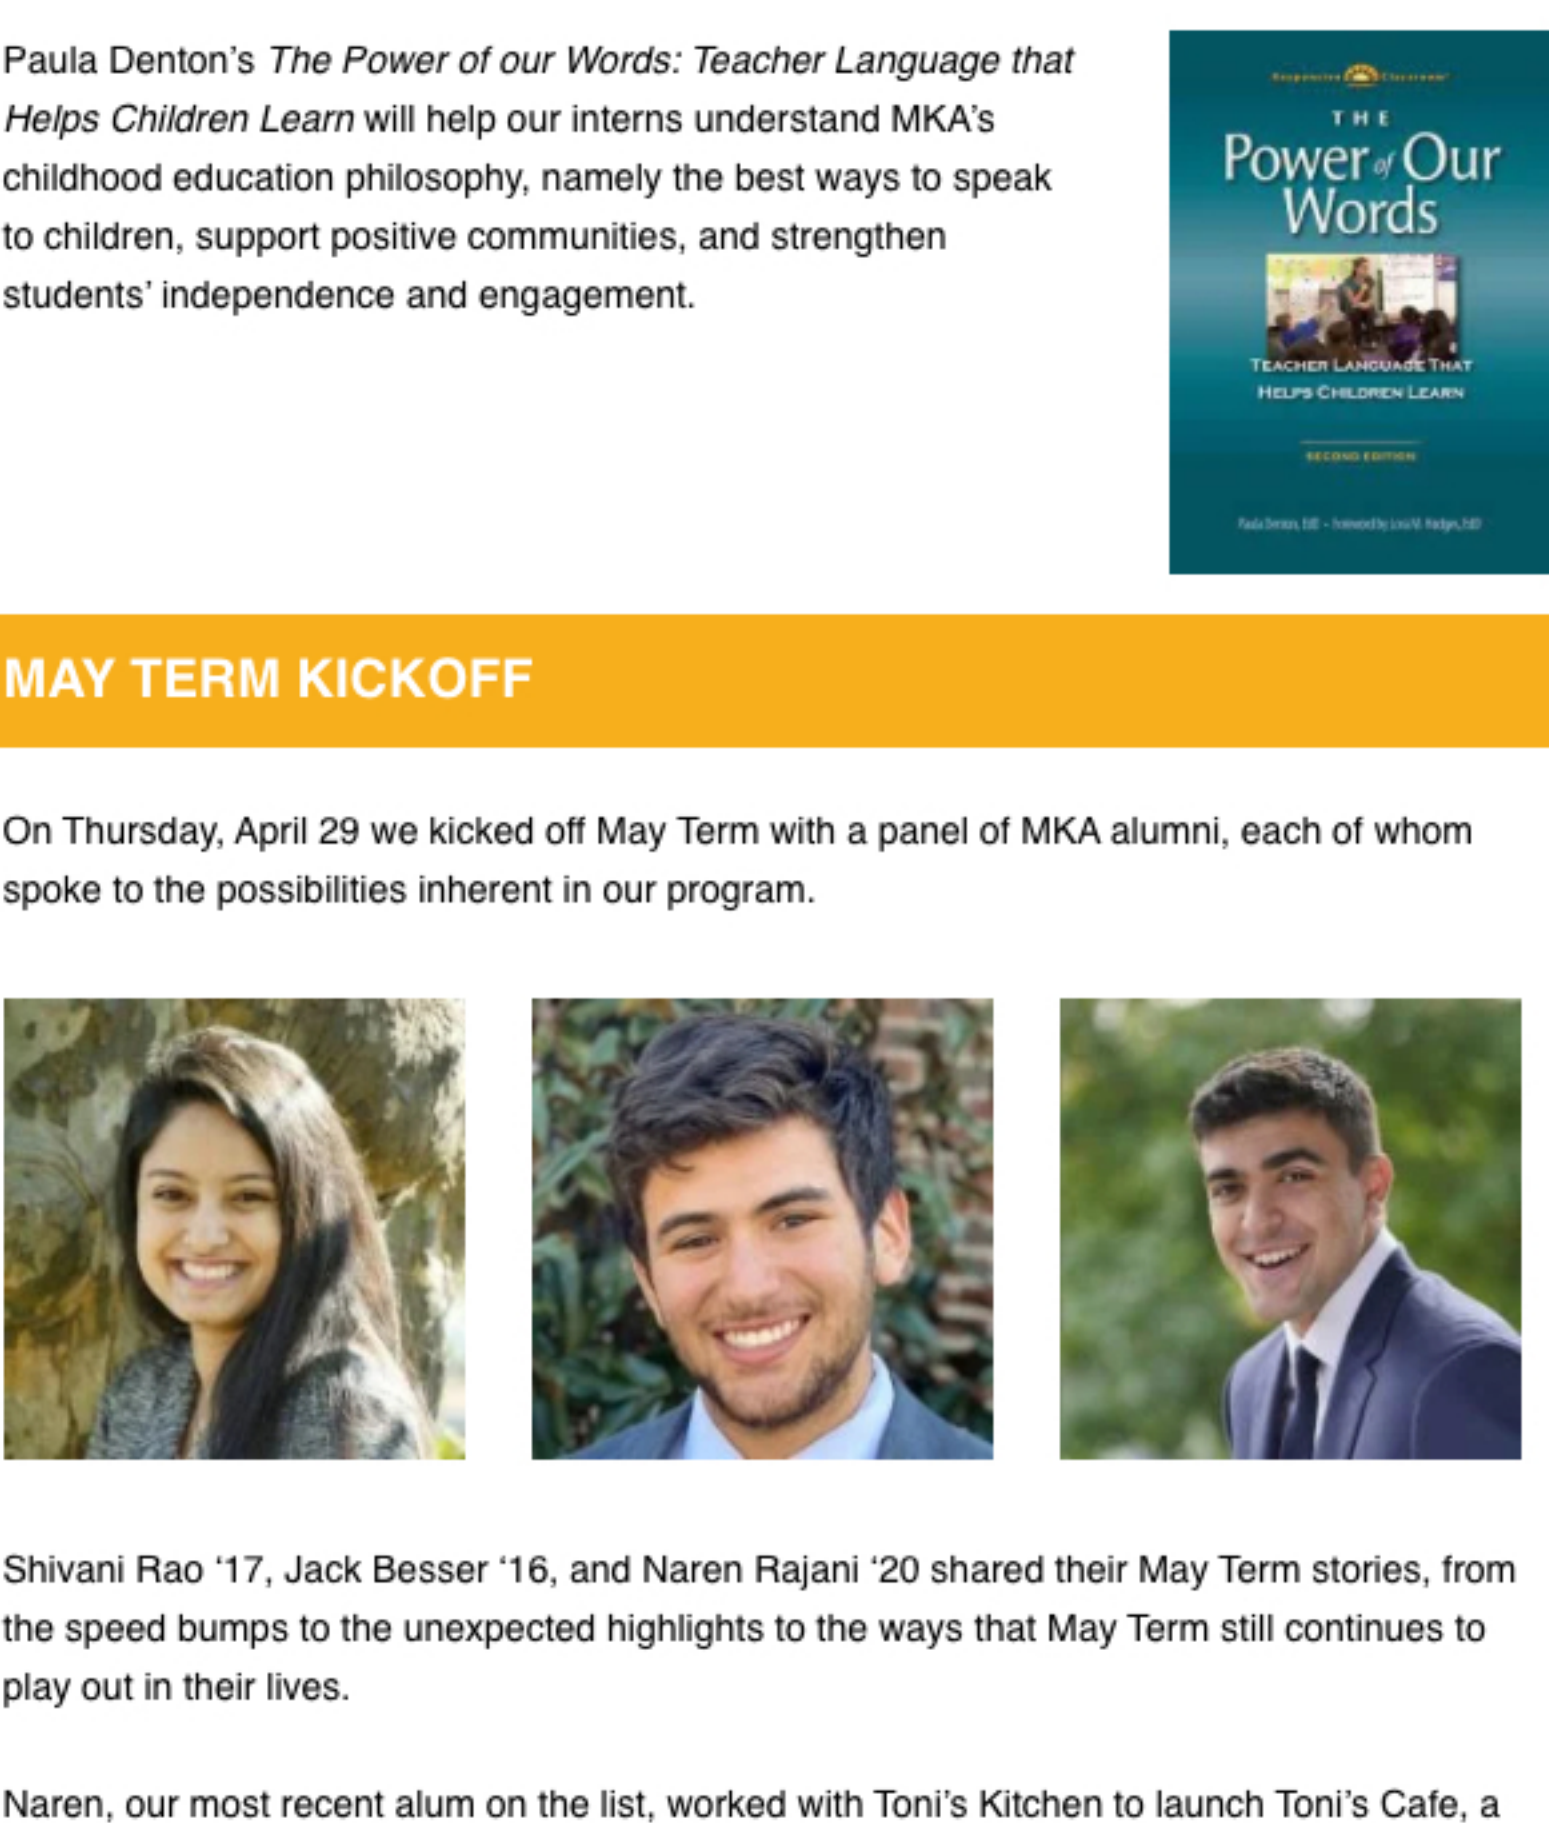 Paula Denton’s The Power of our Words: Teacher Language that
Helps Children Learn will help our interns understand MKA’s
childhood education philosophy, namely the best ways to speak
to children, support positive communities, and strengthen
students’ independence and engagement.
Responsive Classroom
THE
Power of Our
Words
TEACHER LANGUAGE THAT
HELPS CHILDREN LEARN
SECOND EDITION
Paula Denton, EdD • Foreword by
MAY TERM KICKOFF
On Thursday, April 29 we kicked off May Term with a panel of MKA alumni, each of whom
spoke to the possibilities inherent in our program.
Shivani Rao ‘17, Jack Besser ‘16, and Naren Rajani ‘20 shared their May Term stories, from
the speed bumps to the unexpected highlights to the ways that May Term still continues to
play out in their lives.
Naren, our most recent alum on the list, worked with Toni’s Kitchen to launch Toni’s Cafe, a